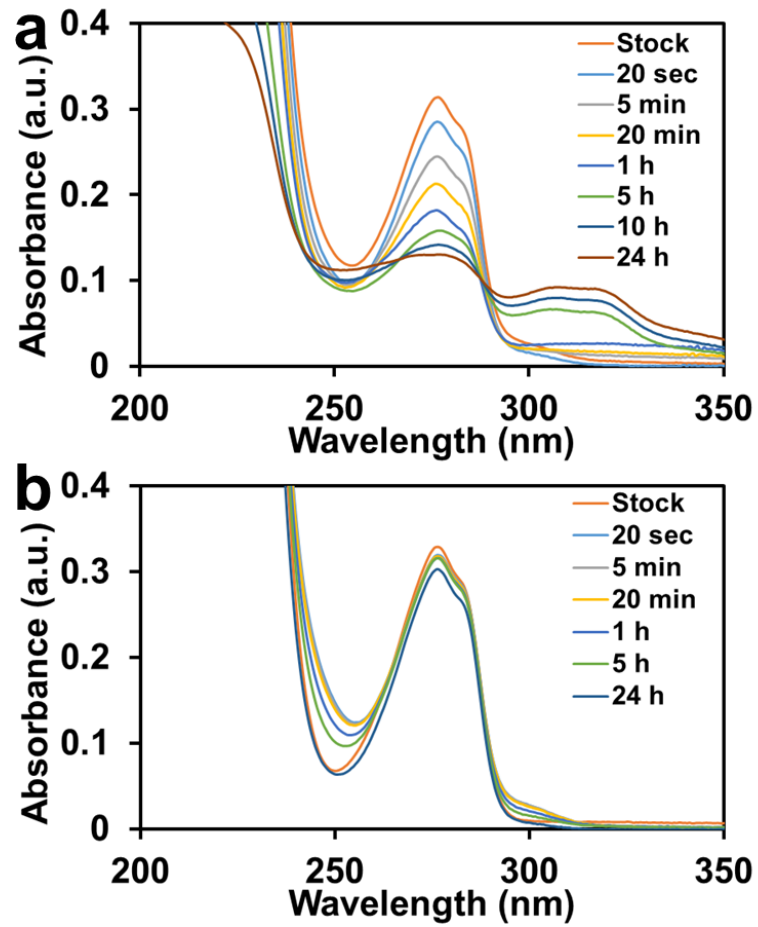 a
Absorbance (a.u.)
0.4
0.3
0.2
0.1
0
Stock
20 sec
5 min
20 min
1 h
5 h
10 h
24 h
200
250
300
350
Wavelength (nm)
b
Absorbance (a.u.)
0.4
0.3
0.2
0.1
0
Stock
20 sec
5 min
20 min
1 h
5 h
24 h
200
250
300
350
Wavelength (nm)